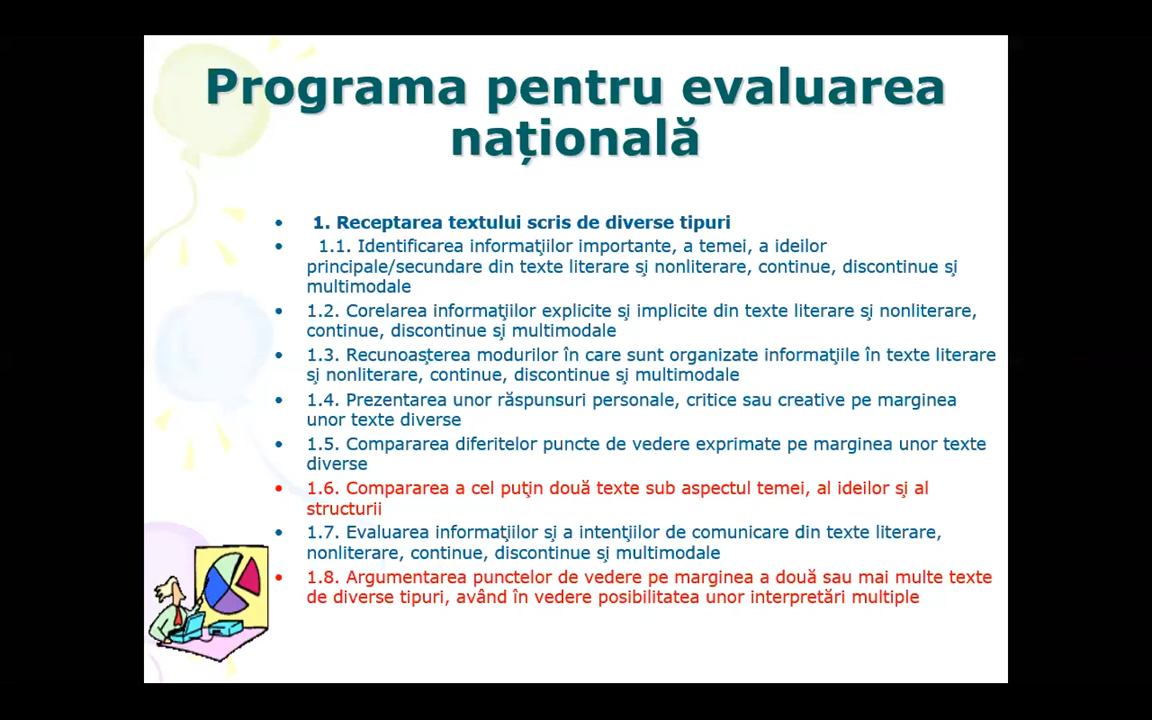 Programa pentru evaluarea
națională
• 1. Receptarea textului scris de diverse tipuri
• 1.1. Identificarea informaţiilor importante, a temei, a ideilor
principale/secundare din texte literare şi nonliterare, continue, discontinue şi
multimodale
• 1.2. Corelarea informaţiilor explicite şi implicite din texte literare şi nonliterare,
continue, discontinue şi multimodale
• 1.3. Recunoaşterea modurilor în care sunt organizate informaţiile în texte literare
şi nonliterare, continue, discontinue şi multimodale
• 1.4. Prezentarea unor răspunsuri personale, critice sau creative pe marginea
unor texte diverse
• 1.5. Compararea diferitelor puncte de vedere exprimate pe marginea unor texte
diverse
• 1.6. Compararea a cel puţin două texte sub aspectul temei, al ideilor şi al
structurii
• 1.7. Evaluarea informaţiilor şi a intenţiilor de comunicare din texte literare,
nonliterare, continue, discontinue şi multimodale
• 1.8. Argumentarea punctelor de vedere pe marginea a două sau mai multe texte
de diverse tipuri, având în vedere posibilitatea unor interpretări multiple